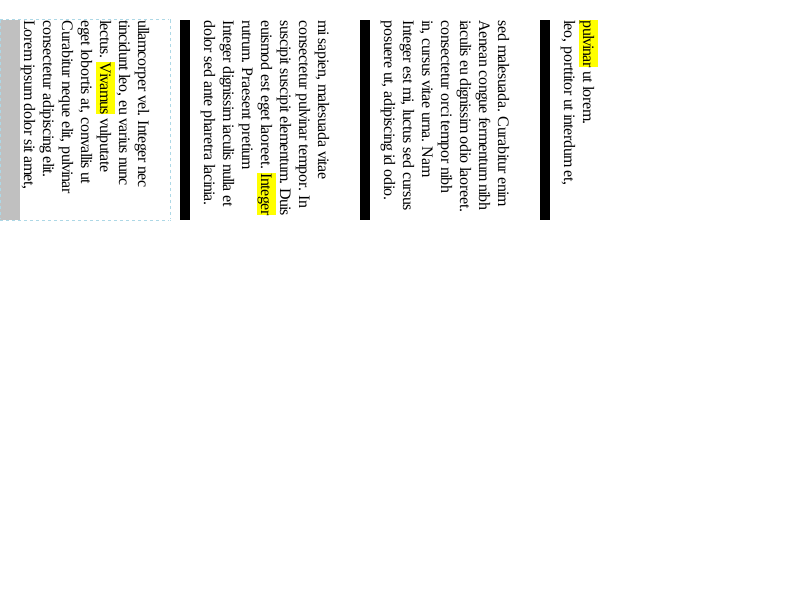 Lorem ipsum dolor sit amet,
consectetur adipiscing elit.
Curabitur neque elit, pulvinar
eget lobortis at, convallis ut
lectus. Vivamus vulputate
tincidunt leo, eu varius nunc
ullamcorper vel. Integer nec
dolor sed ante pharetra lacinia.
Integer dignissim iaculis nulla et
rutrum. Praesent pretium
euismod est eget laoreet. Integer
suscipit suscipit elementum. Duis
consectetur pulvinar tempor. In
mi sapien, malesuada vitae
posuere ut, adipiscing id odio.
Integer est mi, luctus sed cursus
in, cursus vitae urna. Nam
consectetur orci tempor nibh
iaculis eu dignissim odio laoreet.
Aenean congue fermentum nibh
sed malesuada. Curabitur enim
leo, porttitor ut interdum et,
pulvinar ut lorem.